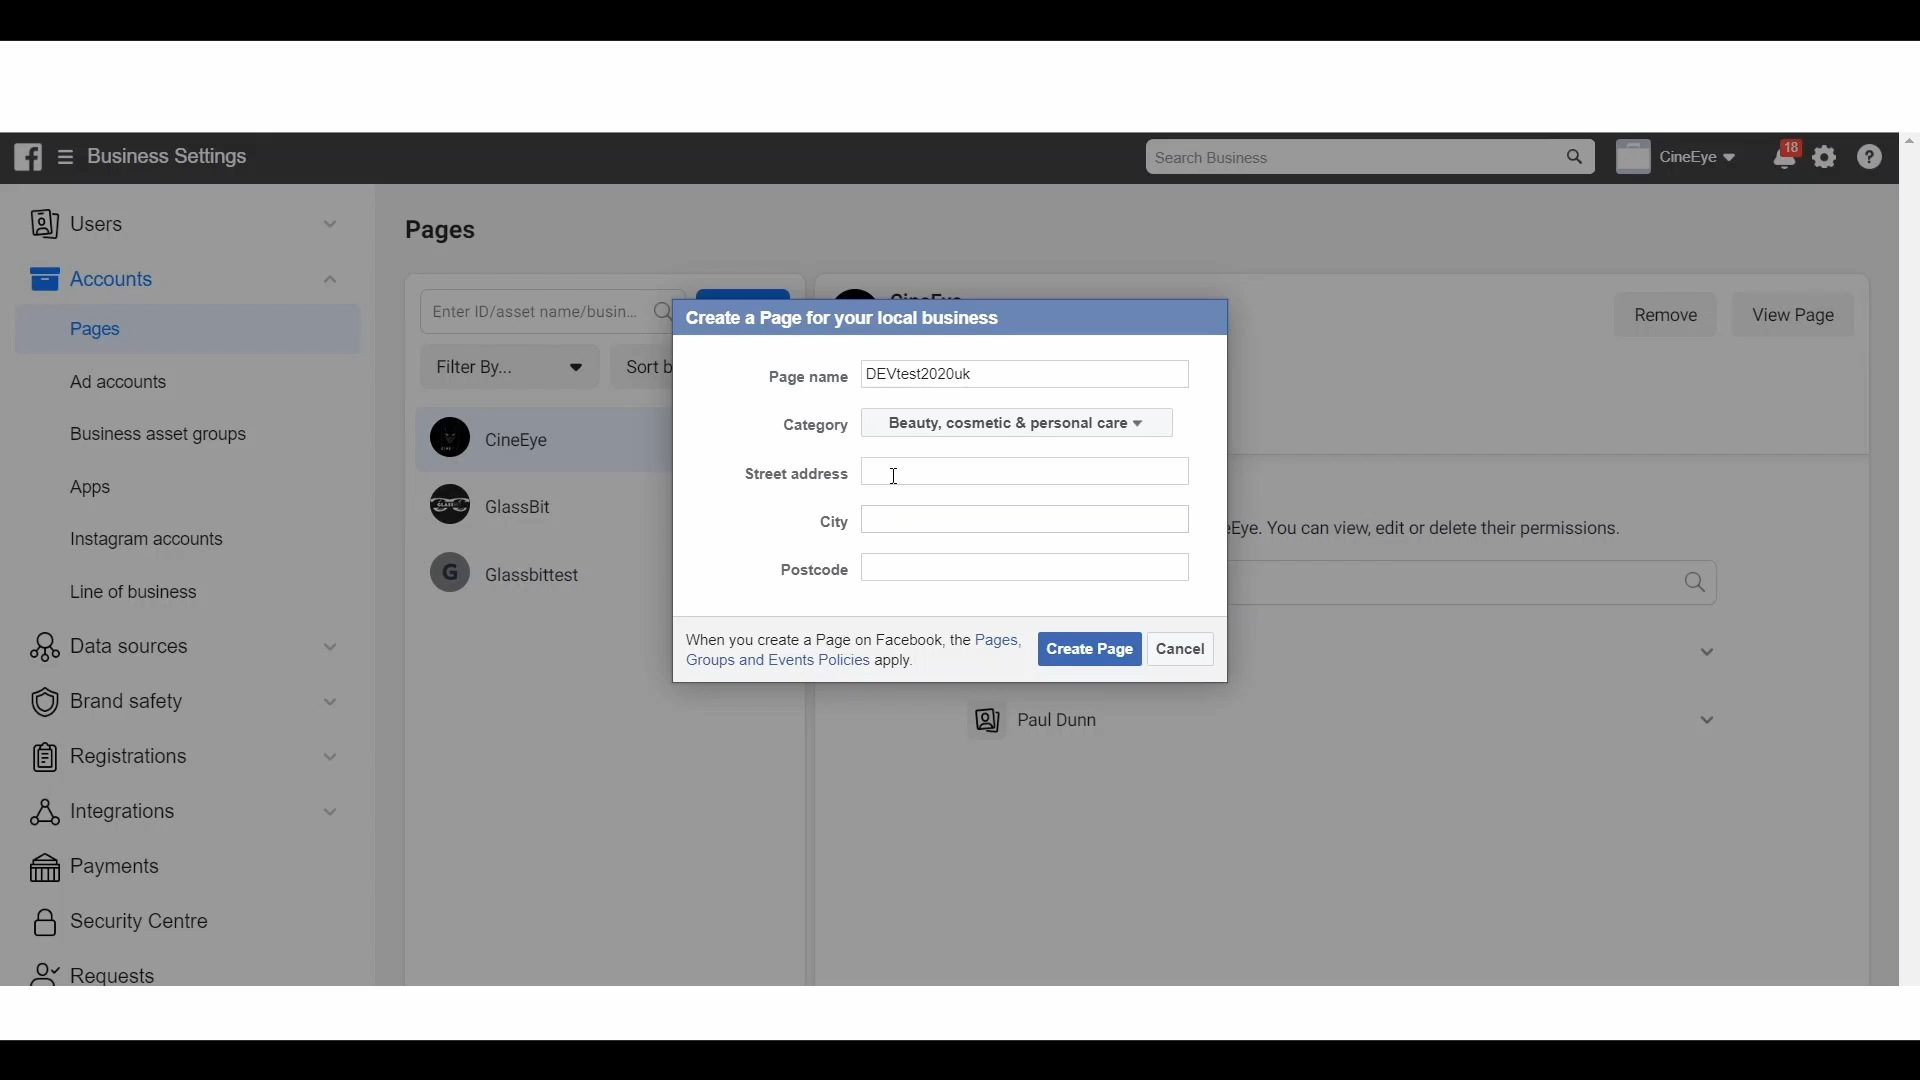 Business Settings
Search Business
CineEye
18
?
Users
Accounts
Pages
Ad accounts
Business asset groups
Apps
Instagram accounts
Line of business
Data sources
Brand safety
Registrations
Integrations
Payments
Security Centre
Requests
Pages
Enter ID/asset name/busin...
Filter By...
Sort b
CineEye
GlassBit
G
Glassbittest
CineEye
Remove
View Page
Eye. You can view, edit or delete their permissions.
Paul Dunn
Create a Page for your local business
Page name
DEVtest2020uk
Category
Beauty, cosmetic & personal care
Street address
City
Postcode
When you create a Page on Facebook, the Pages,
Groups and Events Policies apply.
Create Page
Cancel